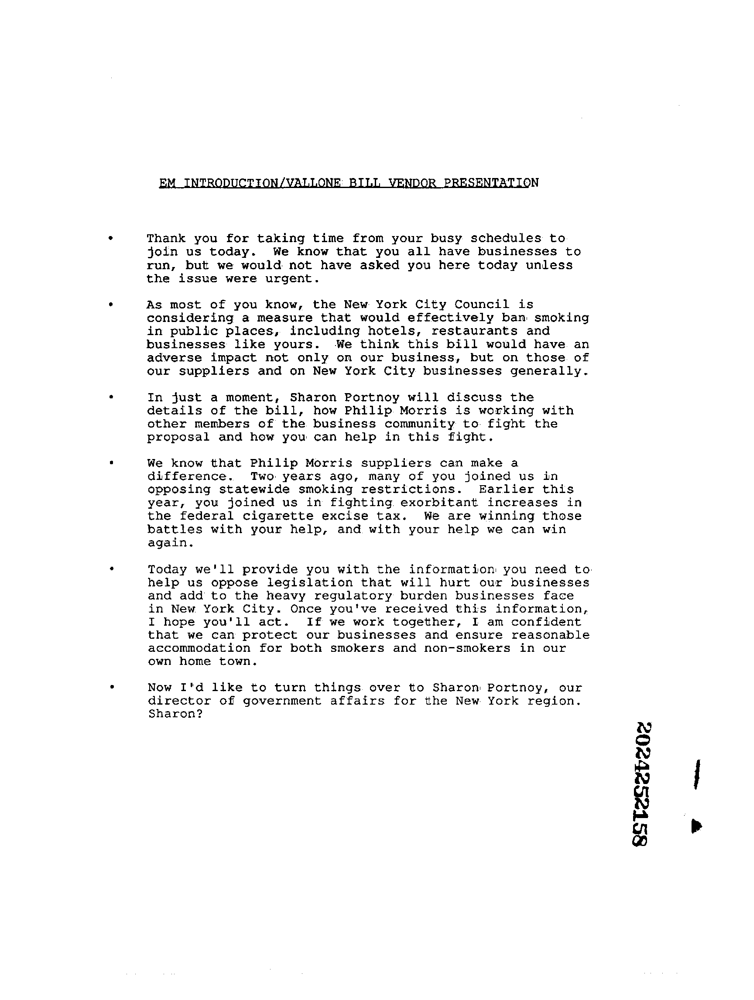 EM INTRODUCTION/VALLONE BILL VENDOR PRESENTATION
• Thank you for taking time from your busy schedules to
join us today. We know that you all have businesses to
run, but we would not have asked you here today unless
the issue were urgent.
• As most of you know, the New York City Council is
considering a measure that would effectively ban smoking
in public places, including hotels, restaurants and
businesses like yours. We think this bill would have an
adverse impact not only on our business, but on those of
our suppliers and on New York City businesses generally.
• In just a moment, Sharon Portnoy will discuss the
details of the bill, how Philip Morris is working with
other members of the business community to fight the
proposal and how you can help in this fight.
• We know that Philip Morris suppliers can make a
difference. Two years ago, many of you joined us in
opposing statewide smoking restrictions. Earlier this
year, you joined us in fighting exorbitant increases in
the federal cigarette excise tax. We are winning those
battles with your help, and with your help we can win
again.
• Today we'll provide you with the information you need to
help us oppose legislation that will hurt our businesses
and add to the heavy regulatory burden businesses face
in New York City. Once you've received this information,
I hope you'll act. If we work together, I am confident
that we can protect our businesses and ensure reasonable
accommodation for both smokers and non-smokers in our
own home town.
• Now I'd like to turn things over to Sharon Portnoy, our
director of government affairs for the New York region.
Sharon?
2024252158